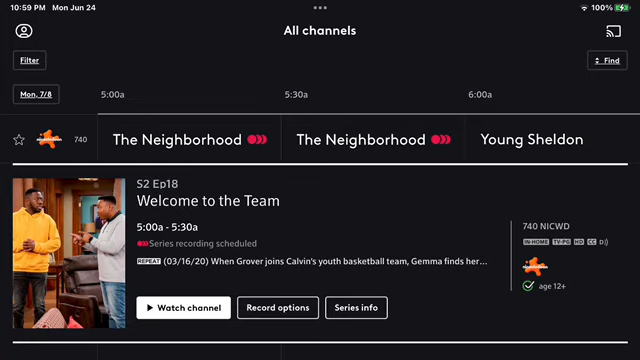 10:59 PM Mon Jun 24
100%
All channels
Filter
Find
Mon, 7/8
5:00a
5:30a
6:00a
740
The Neighborhood
The Neighborhood
Young Sheldon
S2 Ep18
Welcome to the Team
5:00a - 5:30a
Series recording scheduled
REPEAT (03/16/20) When Grover joins Calvin's youth basketball team, Gemma finds her...
740 NICWD
IN-HOME TV-PG HD CC D))
age 12+
Watch channel
Record options
Series info